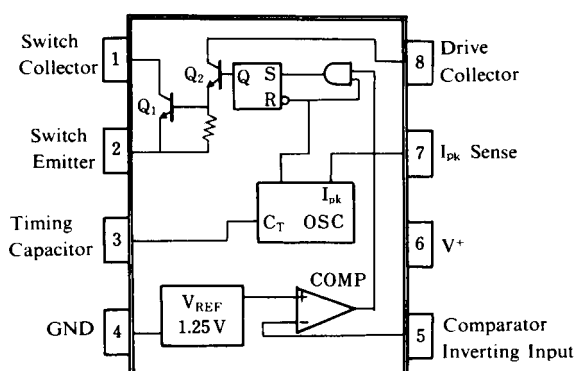 Switch
Collector
1
Q₂
Q
S
R
8
Drive
Collector
Q₁
Switch
Emitter
2
7
Ipk Sense
Ipk
CT OSC
Timing
Capacitor
3
6
V+
COMP
GND
4
VREF
1.25 V
+
−
5
Comparator
Inverting Input